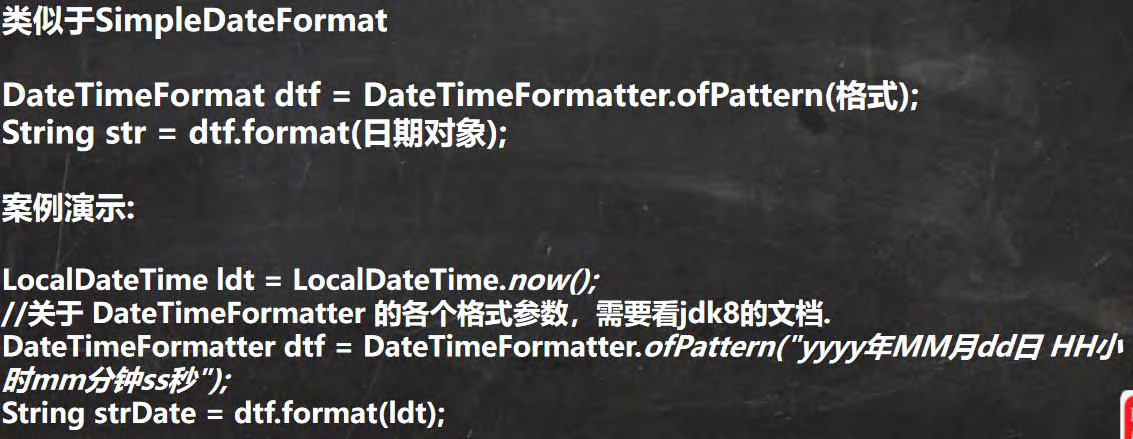 类似于SimpleDateFormat
DateTimeFormat dtf = DateTimeFormatter.ofPattern(格式);
String str = dtf.format(日期对象);
案例演示:
LocalDateTime ldt = LocalDateTime.now();
//关于 DateTimeFormatter 的各个格式参数，需要看jdk8的文档.
DateTimeFormatter dtf = DateTimeFormatter.ofPattern("yyyy年MM月dd日 HH小
时mm分钟ss秒");
String strDate = dtf.format(ldt);